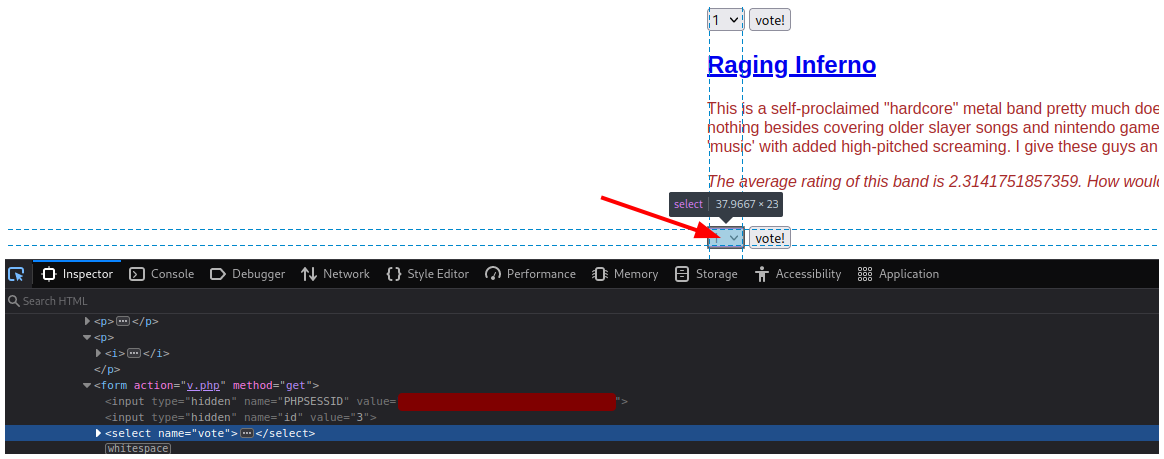 1 vote!
Raging Inferno
This is a self-proclaimed "hardcore" metal band pretty much doe
nothing besides covering older slayer songs and nintendo game
'music' with added high-pitched screaming. I give these guys an
The average rating of this band is 2.3141751857359. How would
select 37.9667 × 23
1 vote!
Inspector Console Debugger Network Style Editor Performance Memory Storage Accessibility Application
Search HTML
<p>···</p>
<p>
<i>···</i>
</p>
<form action="v.php" method="get">
<input type="hidden" name="PHPSESSID" value= ">
<input type="hidden" name="id" value="3">
<select name="vote">···</select>
whitespace